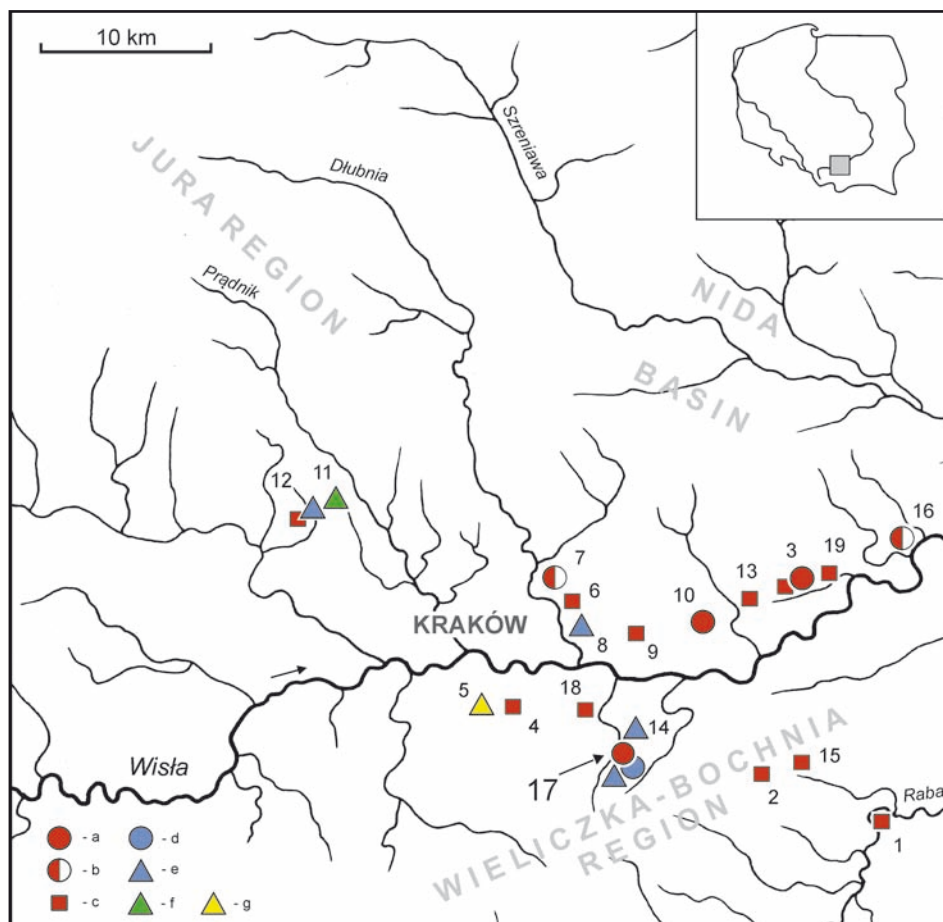 10 km
Szreniawa
Dłubnia
JURA REGION
Prądnik
NIDA
BASIN
12
11
16
7
3
19
6
13
10
KRAKÓW
8
9
5
18
4
14
17
Wisła
15
2
WIELICZKA-BOCHNIA
REGION
Raba
1
- a
- d
- b
- e
- c
- f
- g